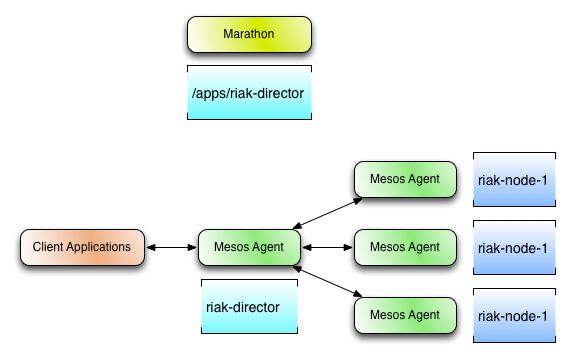 Marathon
/apps/riak-director
Mesos Agent
riak-node-1
Client Applications
Mesos Agent
Mesos Agent
riak-node-1
riak-director
Mesos Agent
riak-node-1